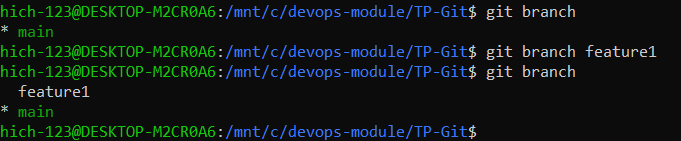 hich-123@DESKTOP-M2CR0A6:/mnt/c/devops-module/TP-Git$ git branch
* main
hich-123@DESKTOP-M2CR0A6:/mnt/c/devops-module/TP-Git$ git branch feature1
hich-123@DESKTOP-M2CR0A6:/mnt/c/devops-module/TP-Git$ git branch
  feature1
* main
hich-123@DESKTOP-M2CR0A6:/mnt/c/devops-module/TP-Git$